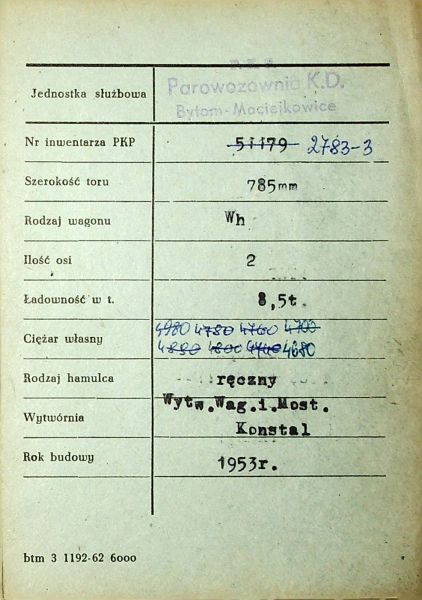 P.K.P.
Jednostka służbowa Parowozownia K.D.
Bytom-Maciejkowice
Nr inwentarza PKP 51179 2783-3
Szerokość toru 785mm
Rodzaj wagonu Wh
Ilość osi 2
Ładowność w t. 8,5t.
Ciężar własny 4980 4780 4760 4700
4880 4800 4740 4680
Rodzaj hamulca ręczny
Wytwórnia Wytw.Wag.i.Most.
Konstal
Rok budowy 1953r.
btm 3 1192-62 6000